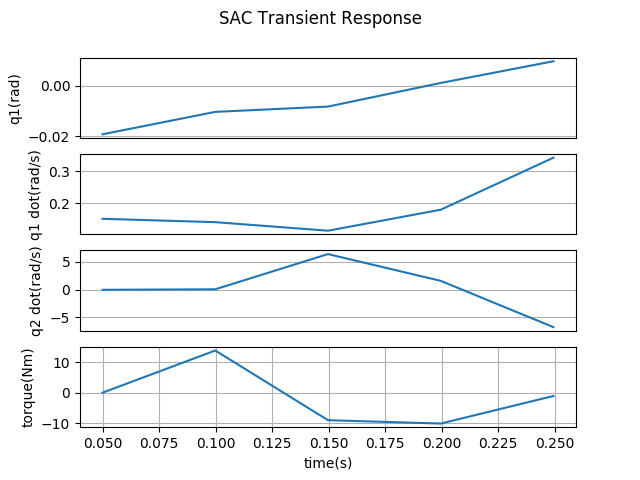 SAC Transient Response
q1(rad)
0.00
−0.02
q1 dot(rad/s)
0.3
0.2
q2 dot(rad/s)
5
0
−5
torque(Nm)
10
0
−10
0.050 0.075 0.100 0.125 0.150 0.175 0.200 0.225 0.250
time(s)